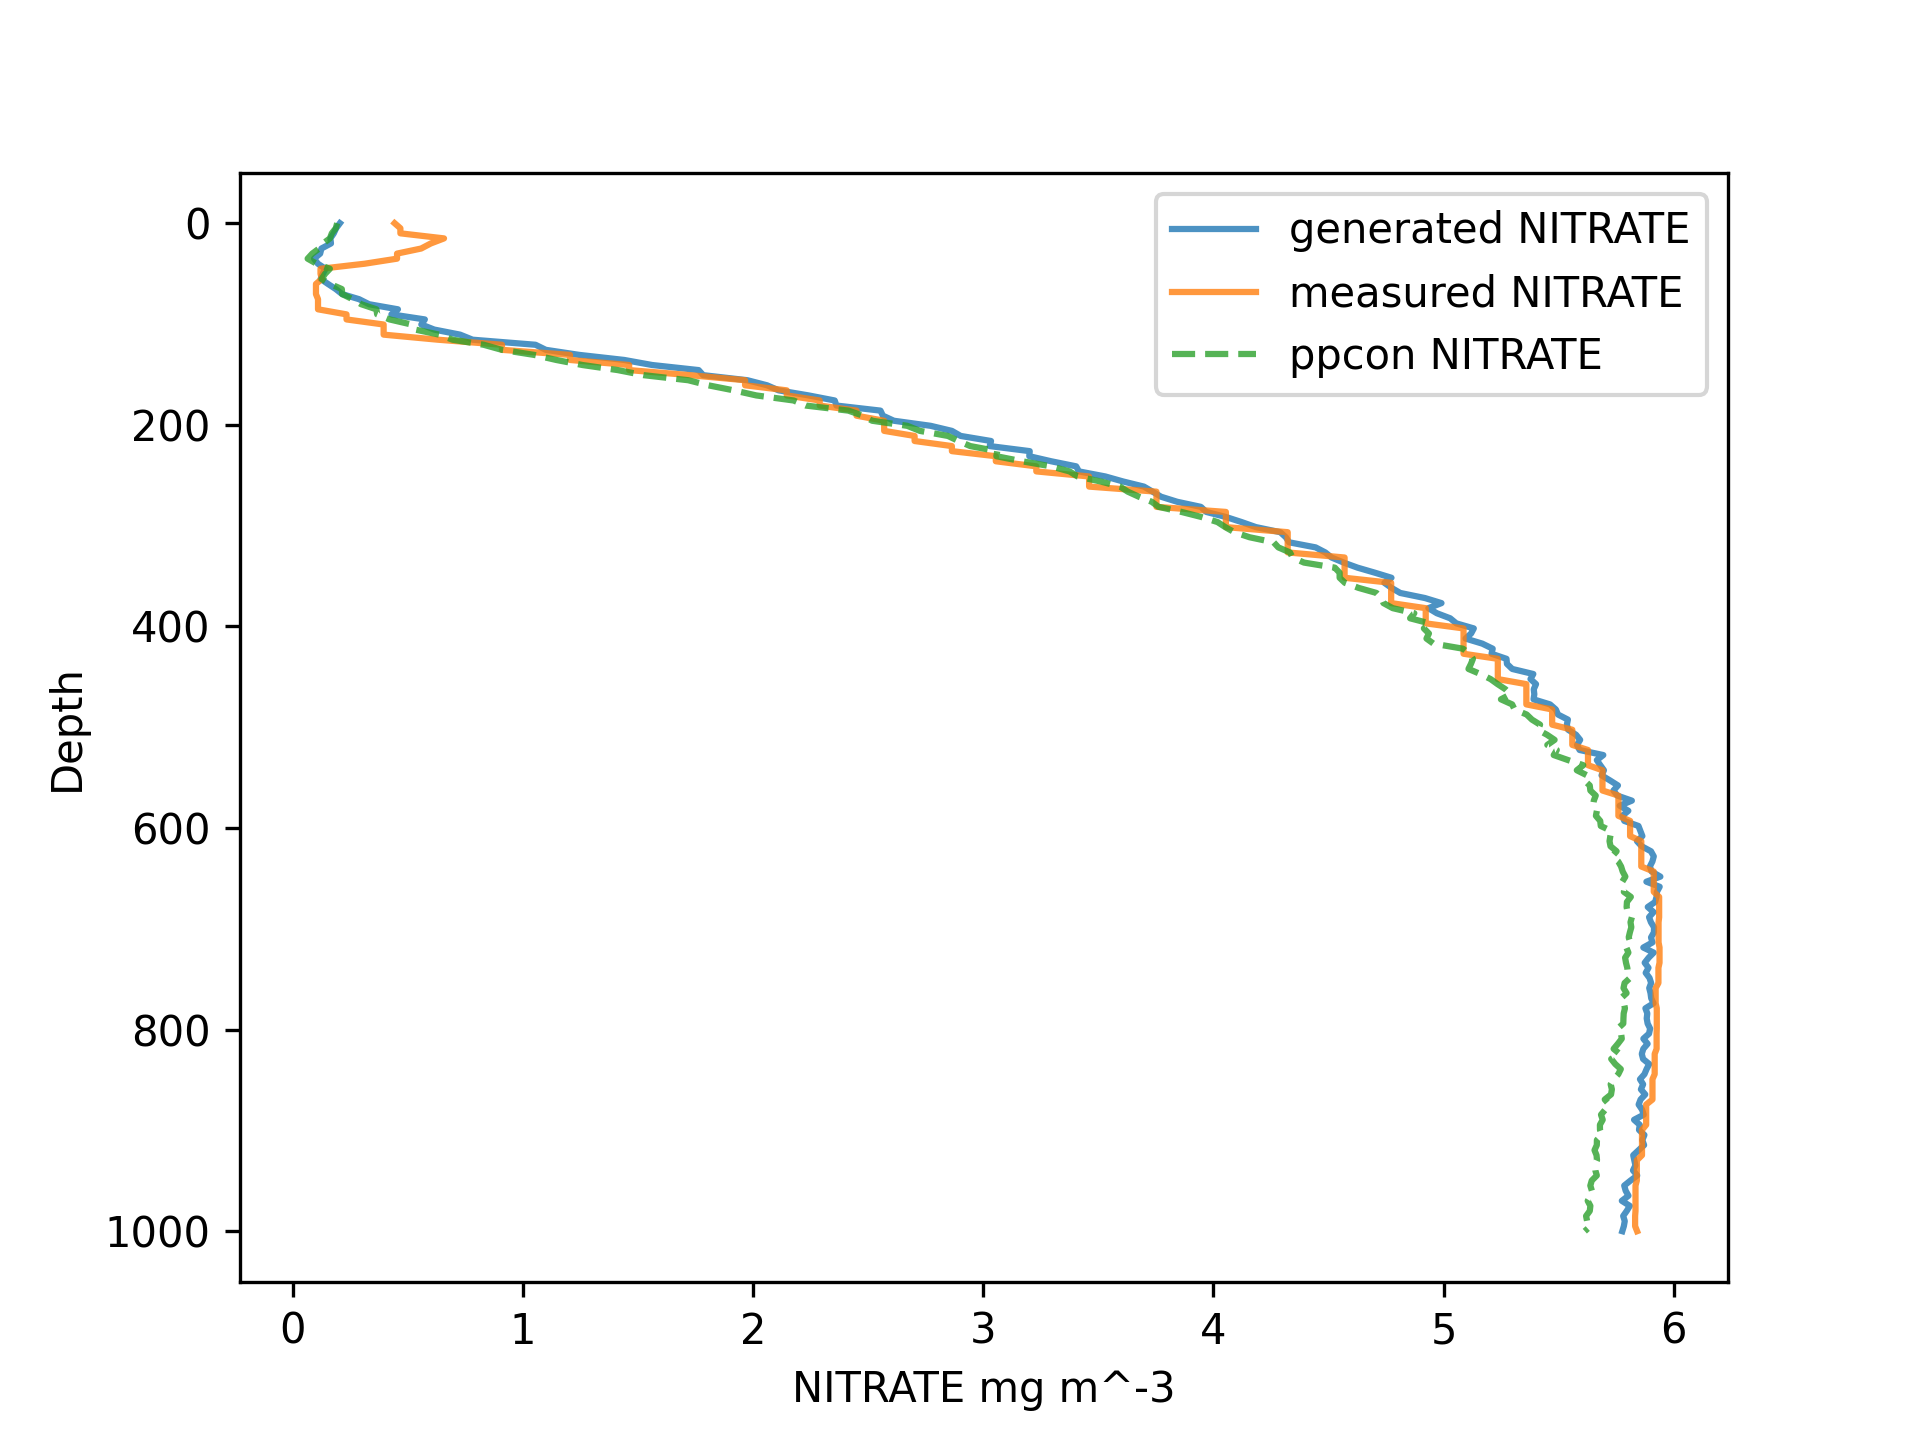 generated NITRATE
measured NITRATE
ppcon NITRATE
0
200
400
600
800
1000
Depth
0 1 2 3 4 5 6
NITRATE mg m^-3